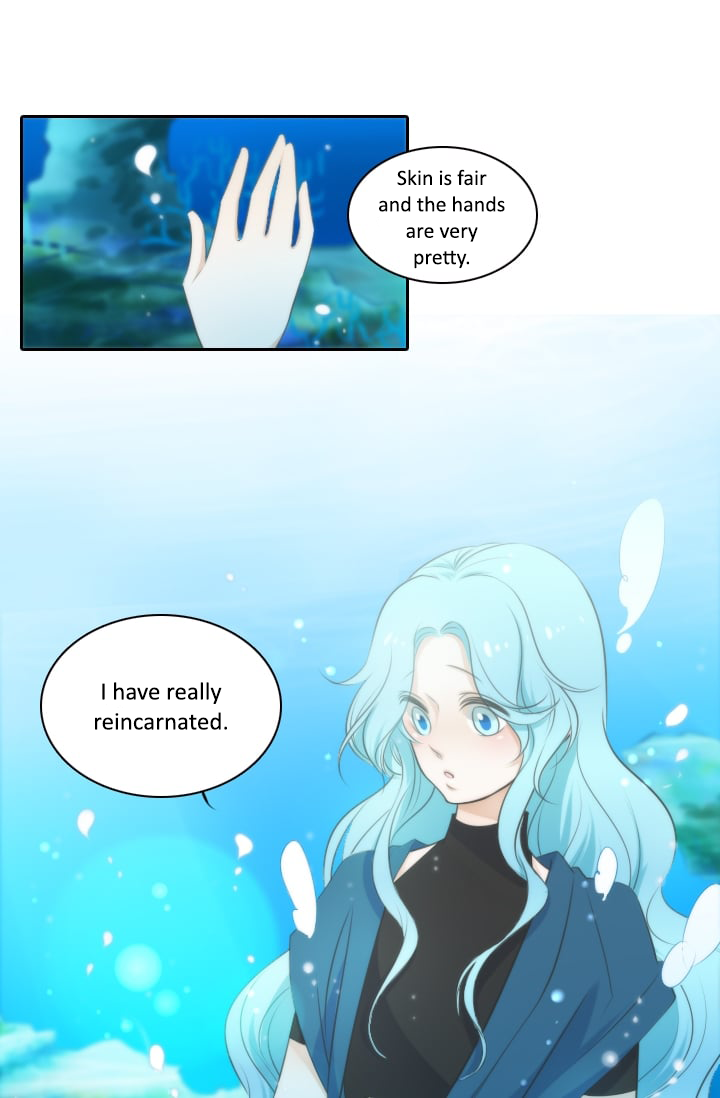 Skin is fair
and the hands
are very
pretty.
I have really
reincarnated.